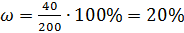 ω = 40/200 · 100% = 20%